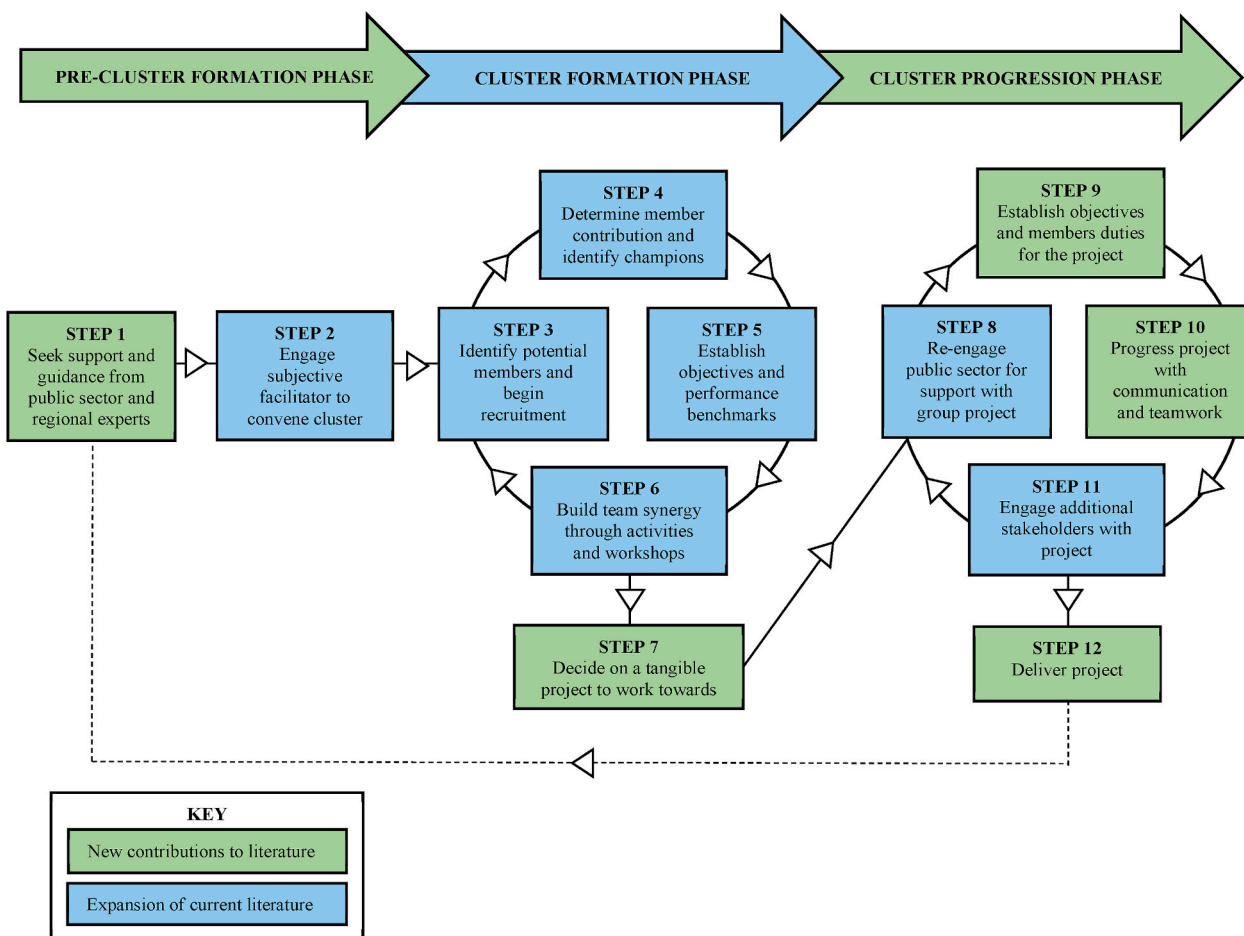 PRE-CLUSTER FORMATION PHASE
CLUSTER FORMATION PHASE
CLUSTER PROGRESSION PHASE
STEP 1
Seek support and
guidance from
public sector and
regional experts
STEP 2
Engage
subjective
facilitator to
convene cluster
STEP 3
Identify potential
members and
begin
recruitment
STEP 4
Determine member
contribution and
identify champions
STEP 5
Establish
objectives and
performance
benchmarks
STEP 6
Build team synergy
through activities
and workshops
STEP 7
Decide on a tangible
project to work towards
STEP 8
Re-engage
public sector for
support with
group project
STEP 9
Establish objectives
and members duties
for the project
STEP 10
Progress project
with
communication
and teamwork
STEP 11
Engage additional
stakeholders with
project
STEP 12
Deliver project
KEY
New contributions to literature
Expansion of current literature